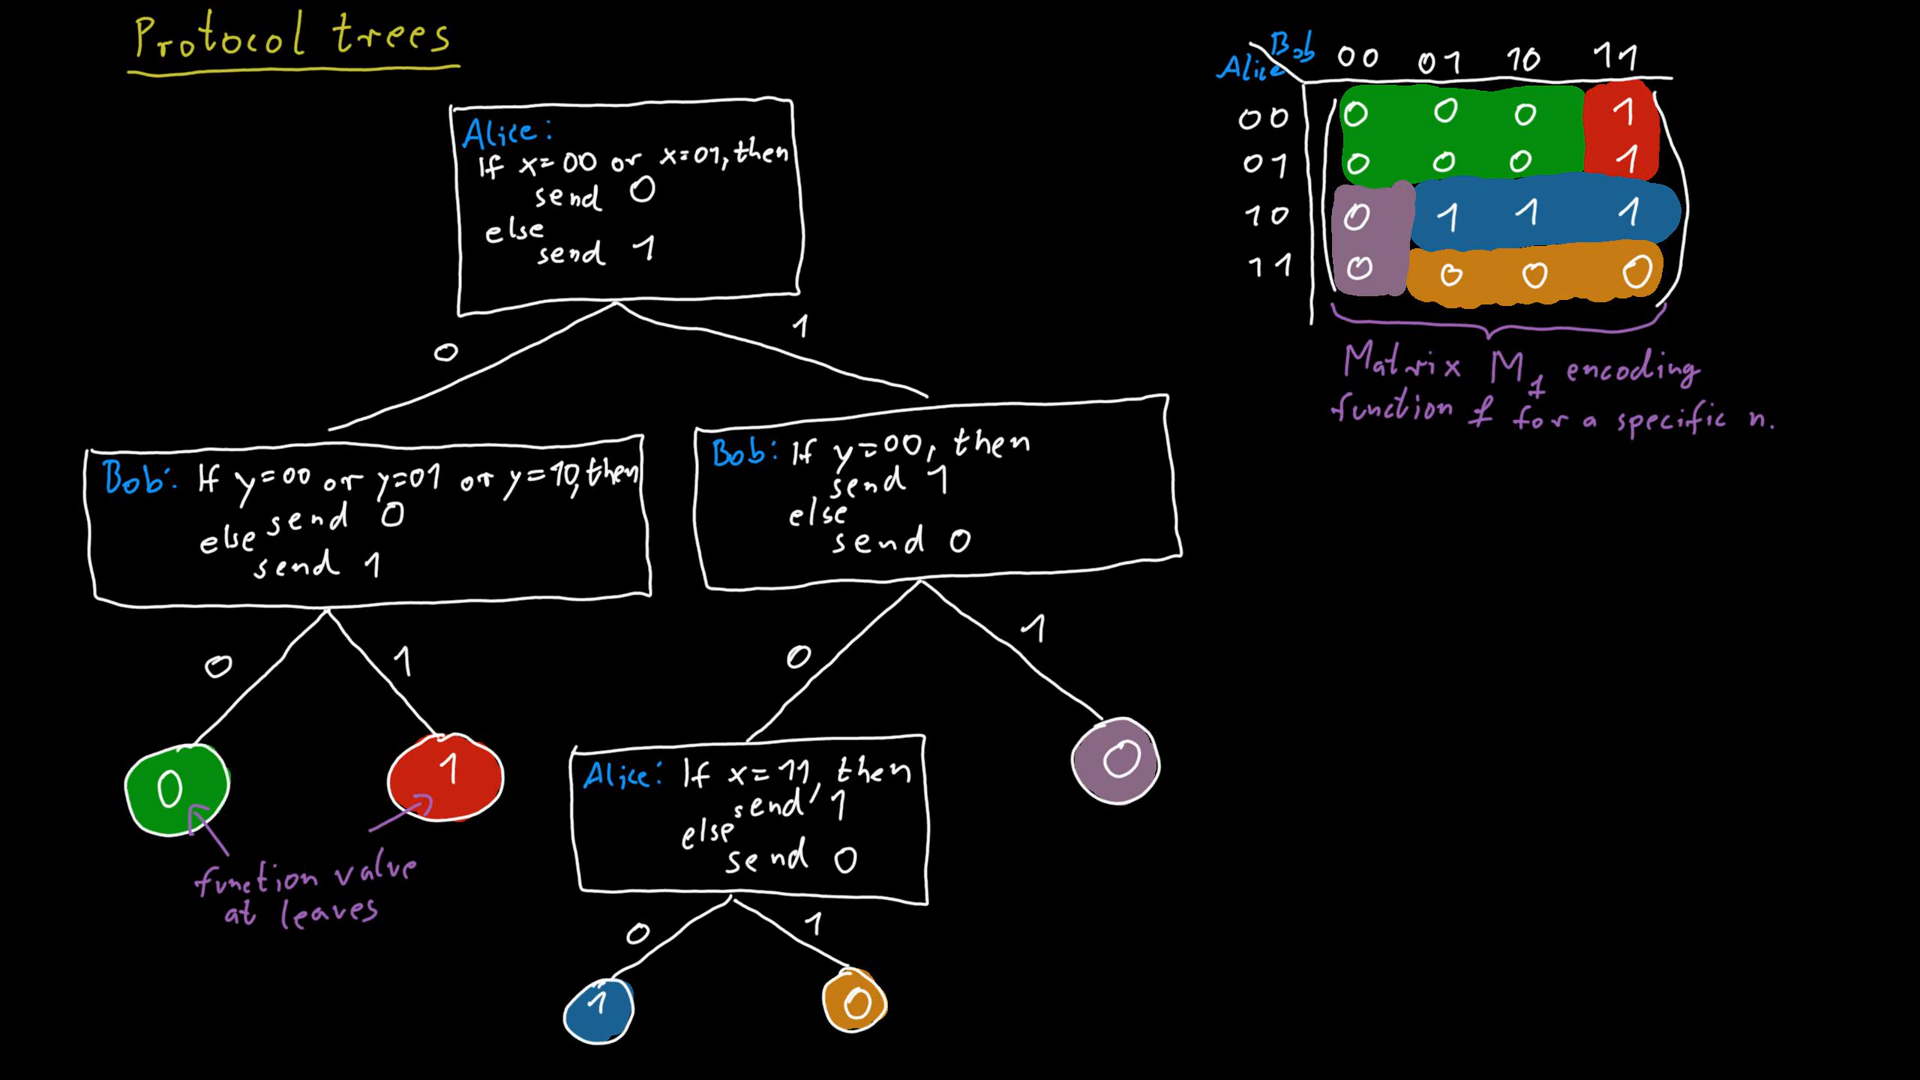 Protocol trees
Alice:
If x=00 or x=01, then
send 0
else
send 1
0
1
Bob: If y=00 or y=01 or y=10, then
send 0
else
send 1
Bob: If y=00, then
send 1
else
send 0
0
1
0
1
0
1
Alice: If x=11, then
send 1
else
send 0
0
function value
at leaves
0
1
1
0
Bob
Alice
00 01 10 11
00 0 0 0 1
01 0 0 0 1
10 0 1 1 1
11 0 0 0 0
Matrix M_f encoding
function f for a specific n.